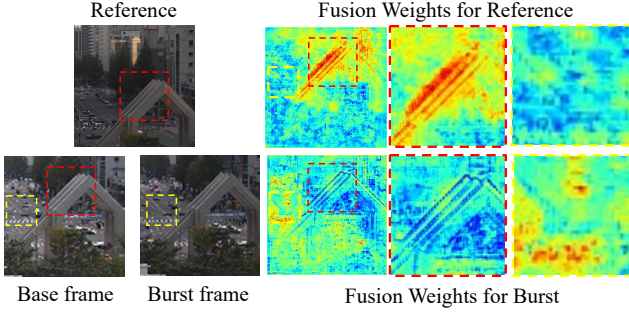 Reference
Fusion Weights for Reference
Base frame
Burst frame
Fusion Weights for Burst